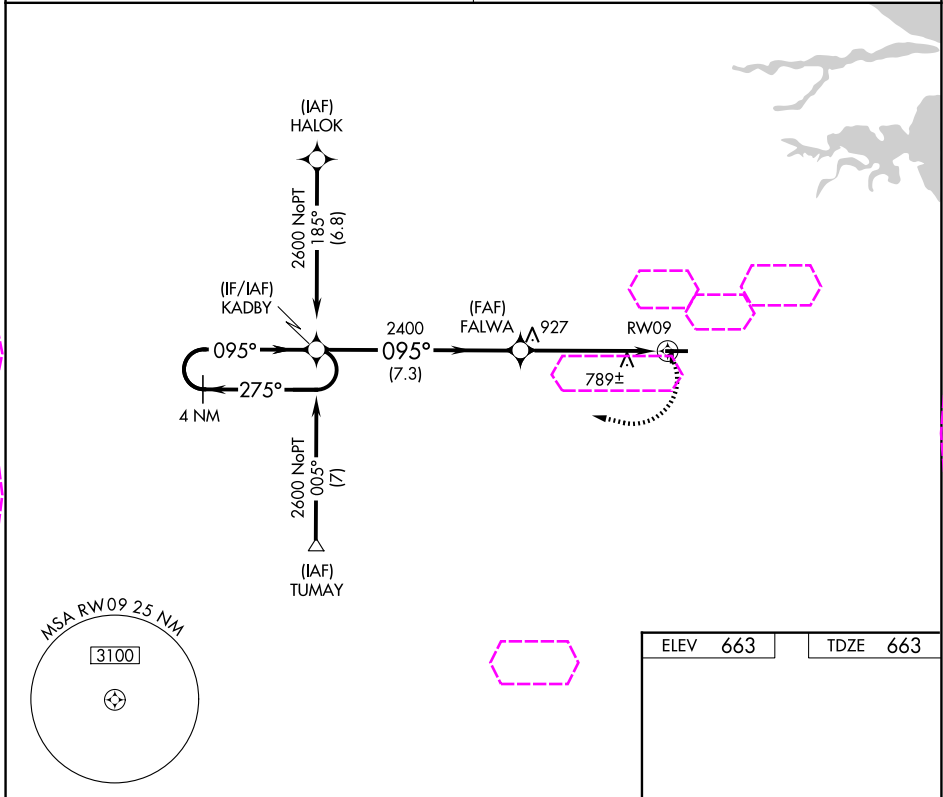 (IAF)
HALOK
2600 NoPT
185°
(6.8)
(IF/IAF)
KADBY
095°
275°
4 NM
2400
095°
(7.3)
(FAF)
FALWA
927
RW09
789±
2600 NoPT
005°
(7)
(IAF)
TUMAY
MSA RW09 25 NM
3100
ELEV 663
TDZE 663